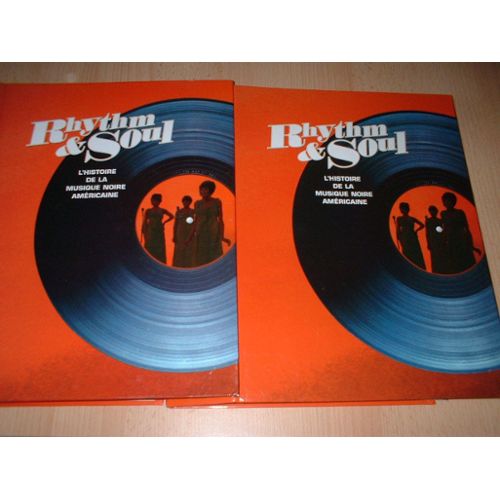 Rhythm
& Soul
L'HISTOIRE
DE LA
MUSIQUE NOIRE
AMÉRICAINE
Rhythm
& Soul
L'HISTOIRE
DE LA
MUSIQUE NOIRE
AMÉRICAINE